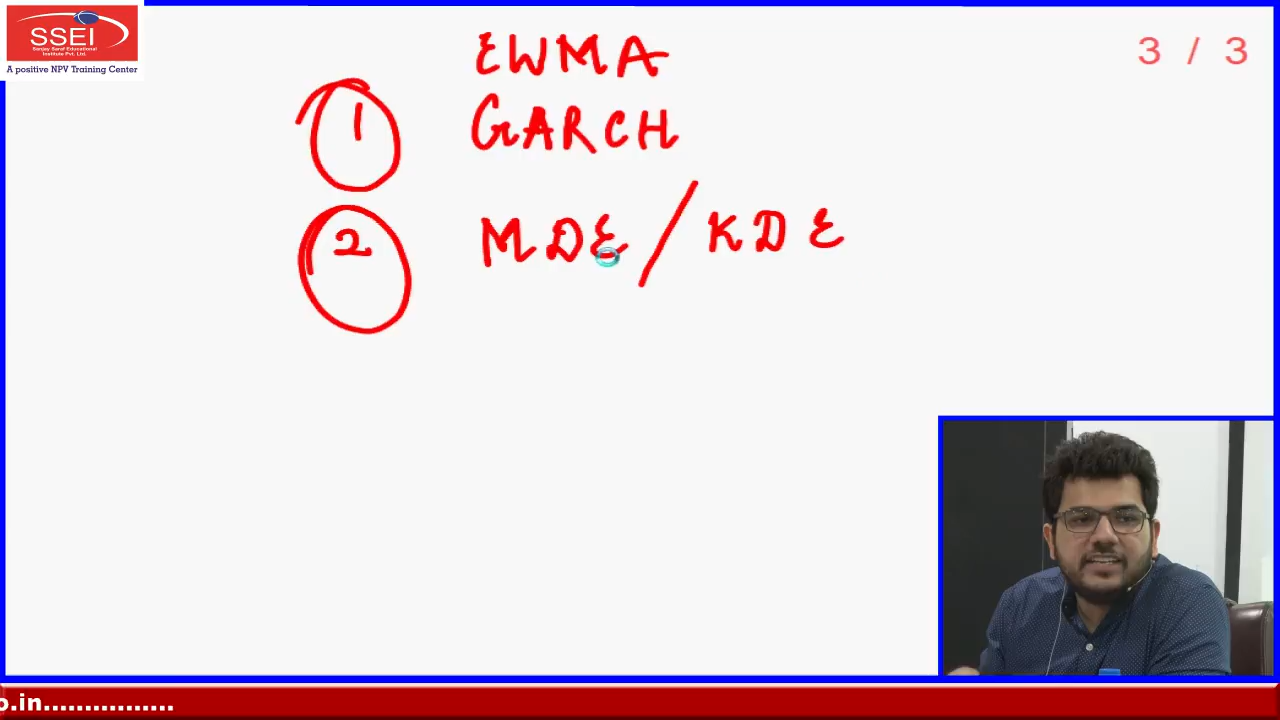 SSEI
Sanjay Saraf Educational
Institute Pvt. Ltd.
A positive NPV Training Center
3 / 3
EWMA
1 GARCH
2 MDE / KDE
o.in................